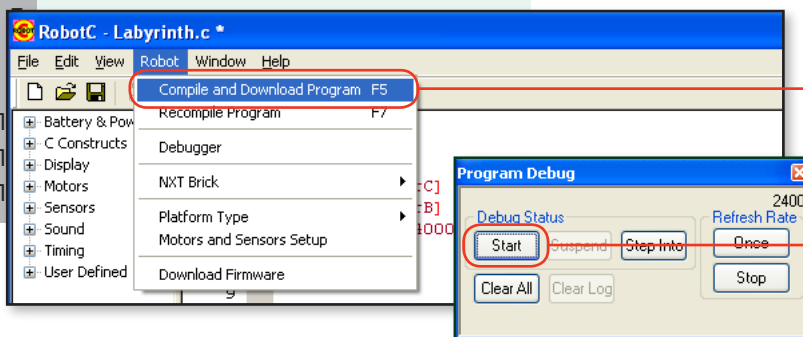 RobotC - Labyrinth.c *
File Edit View Robot Window Help
Compile and Download Program F5
Recompile Program F7
Debugger
NXT Brick
Platform Type
Motors and Sensors Setup
Download Firmware
Battery & Pow
C Constructs
Display
Motors
Sensors
Sound
Timing
User Defined
C]
B]
4000
9
Program Debug
2400
Debug Status
Refresh Rate
Start Suspend Step Into
Once
Clear All Clear Log
Stop